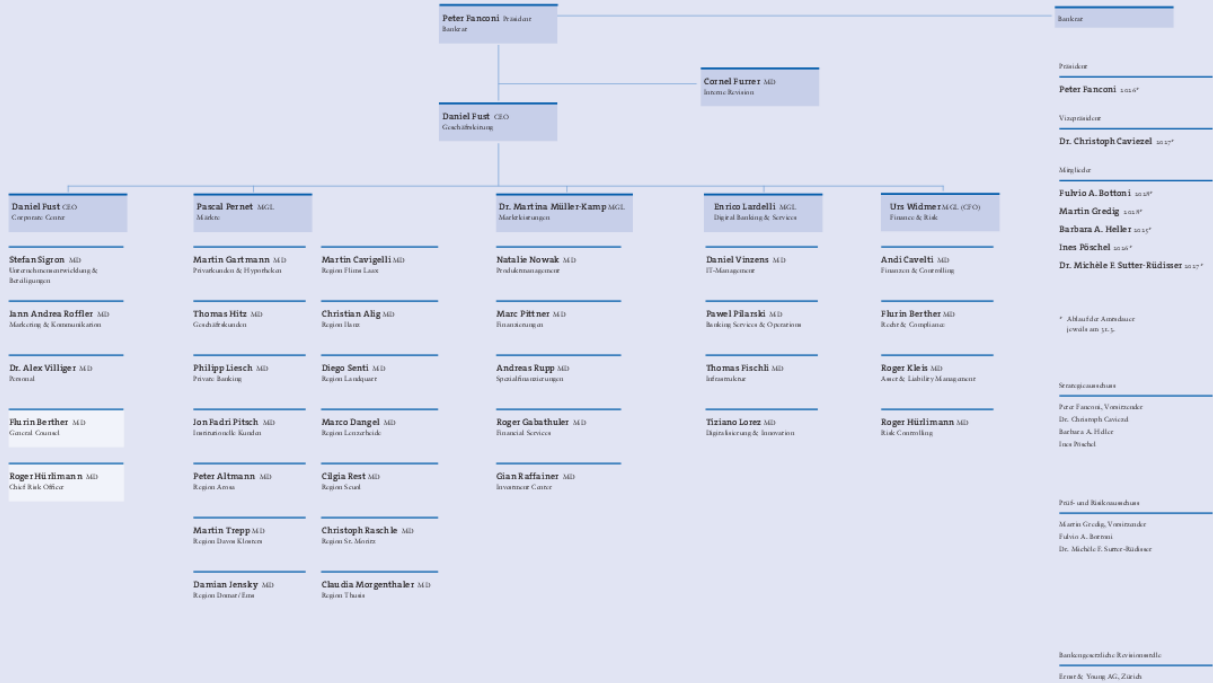 Peter Fanconi Präsident
Bankrat
Cornel Furrer MD
Interne Revision
Daniel Fust CEO
Geschäftsleitung
Daniel Fust CEO
Corporate Center
Stefan Sigron MD
Unternehmensentwicklung &
Beteiligungen
Jann Andrea Roffler MD
Marketing & Kommunikation
Dr. Alex Villiger MD
Personal
Flurin Berther MD
General Counsel
Roger Hürlimann MD
Chief Risk Officer
Pascal Pernet MGL
Märkte
Martin Gartmann MD
Privatkunden & Hypotheken
Thomas Hitz MD
Geschäftskunden
Philipp Liesch MD
Private Banking
Jon Fadri Pitsch MD
Institutionelle Kunden
Peter Altmann MD
Region Arosa
Martin Trepp MD
Region Davos Klosters
Damian Jensky MD
Region Domat/Ems
Martin Cavigelli MD
Region Flims Laax
Christian Alig MD
Region Ilanz
Diego Senti MD
Region Landquart
Marco Dangel MD
Region Lenzerheide
Cilgia Rest MD
Region Scuol
Christoph Raschle MD
Region St. Moritz
Claudia Morgenthaler MD
Region Thusis
Dr. Martina Müller-Kamp MGL
Marktleistungen
Natalie Nowak MD
Produktmanagement
Marc Pittner MD
Finanzierungen
Andreas Rupp MD
Spezialfinanzierungen
Roger Gabathuler MD
Financial Services
Gian Raffainer MD
Investment Center
Enrico Lardelli MGL
Digital Banking & Services
Daniel Vinzens MD
IT-Management
Pawel Pilarski MD
Banking Services & Operations
Thomas Fischli MD
Infrastruktur
Tiziano Lorez MD
Digitalisierung & Innovation
Urs Widmer MGL (CFO)
Finance & Risk
Andi Cavelti MD
Finanzen & Controlling
Flurin Berther MD
Recht & Compliance
Roger Kleis MD
Asset & Liability Management
Roger Hürlimann MD
Risk Controlling
Bankrat
Präsident
Peter Fanconi 2026*
Vizepräsident
Dr. Christoph Caviezel 2027*
Mitglieder
Fulvio A. Bottoni 2028*
Martin Gredig 2028*
Barbara A. Heller 2025*
Ines Pöschel 2026*
Dr. Michèle F. Sutter-Rüdisser 2027*
* Ablauf der Amtsdauer
jeweils am 31.3.
Strategieausschuss
Peter Fanconi, Vorsitzender
Dr. Christoph Caviezel
Barbara A. Heller
Ines Pöschel
Prüf- und Risikoausschuss
Martin Gredig, Vorsitzender
Fulvio A. Bottoni
Dr. Michèle F. Sutter-Rüdisser
Bankengesetzliche Revisionsstelle
Ernst & Young AG, Zürich